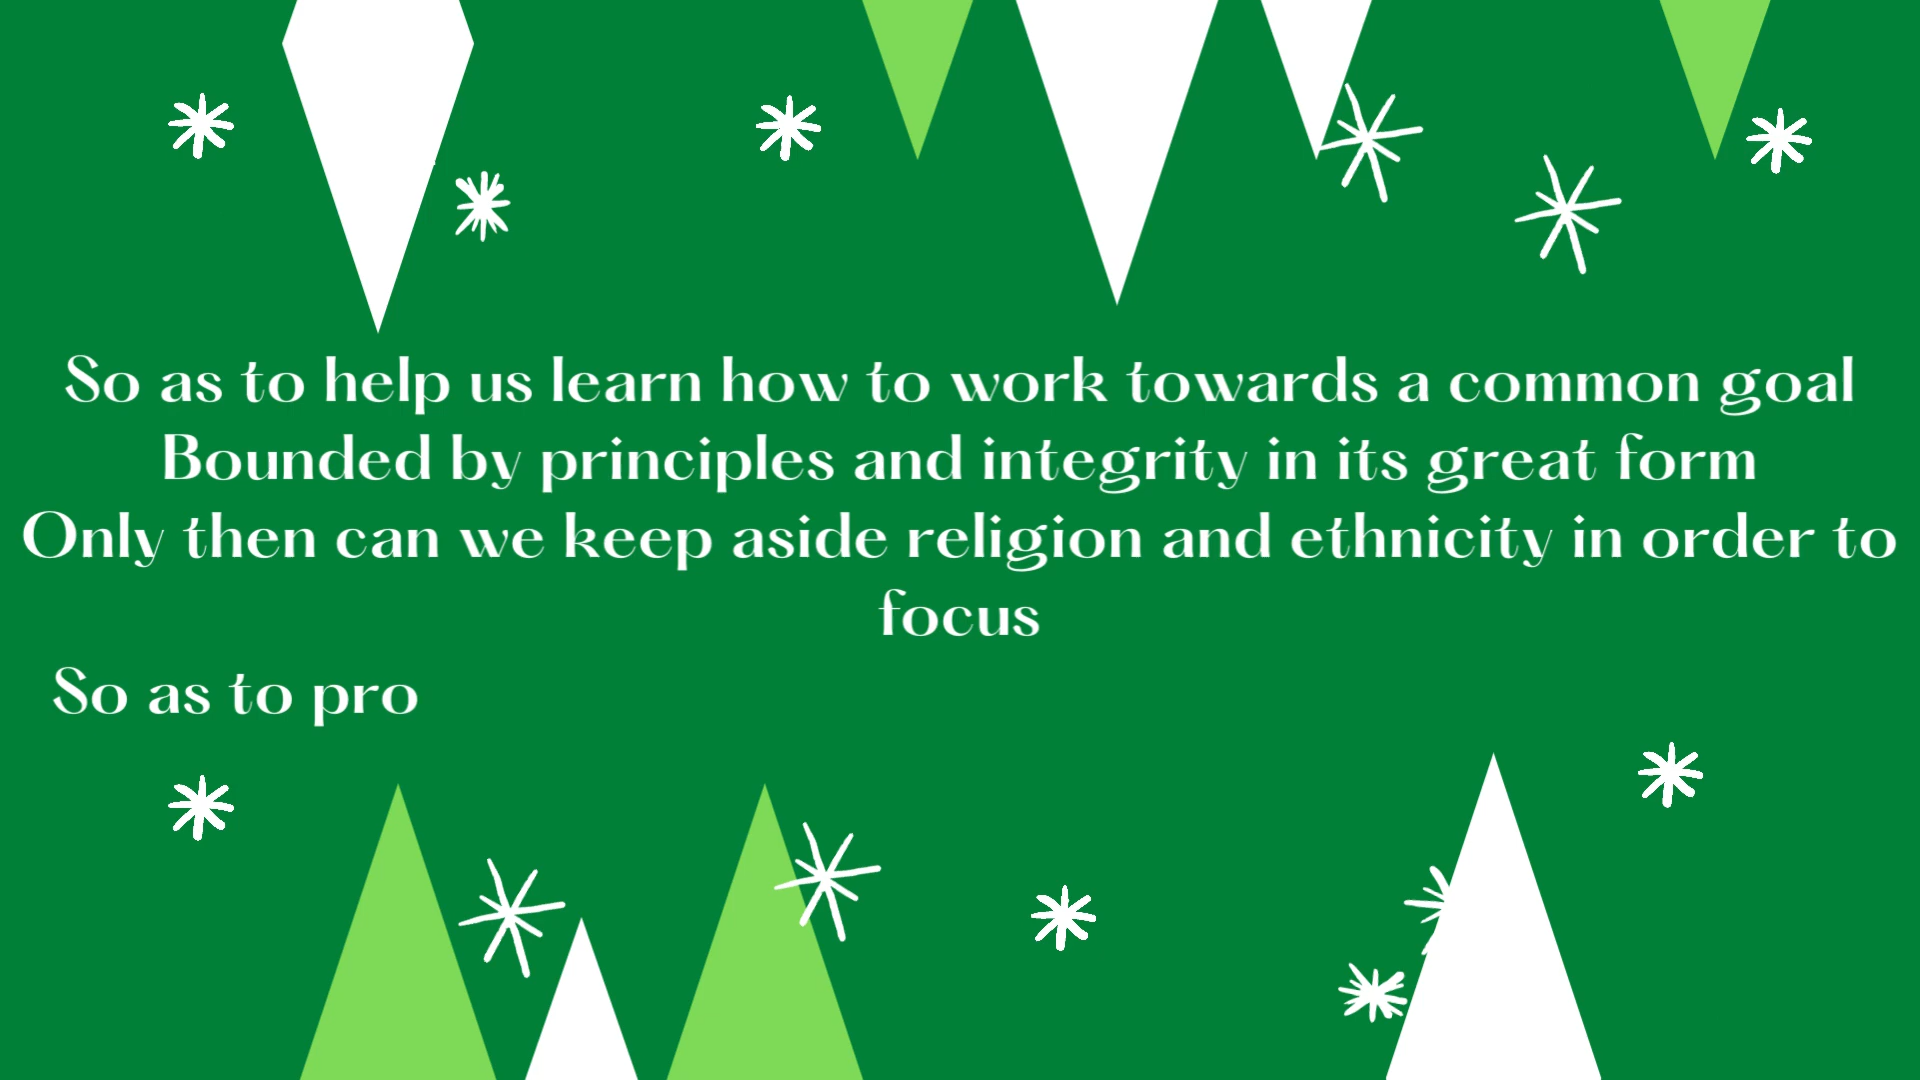 So as to help us learn how to work towards a common goal
Bounded by principles and integrity in its great form
Only then can we keep aside religion and ethnicity in order to
focus
So as to pro